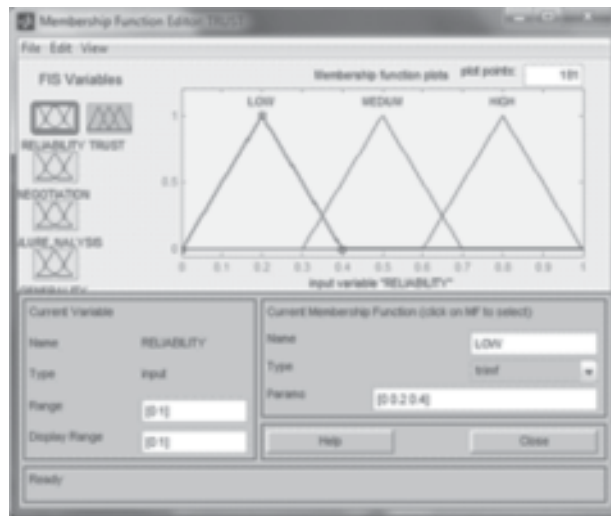 Membership Function Editor: TRUST
File Edit View
FIS Variables
Membership function plots
plot points:
181
LOW MEDIUM HIGH
RELIABILITY TRUST
NEGOTIATION
GENERALITY
1
0.5
0
0 0.1 0.2 0.3 0.4 0.5 0.6 0.7 0.8 0.9 1
input variable "RELIABILITY"
Current Variable
Name RELIABILITY
Type input
Range [0 1]
Display Range [0 1]
Current Membership Function (click on MF to select)
Name LOW
Type trimf
Params [0 0.2 0.4]
Help Close
Ready